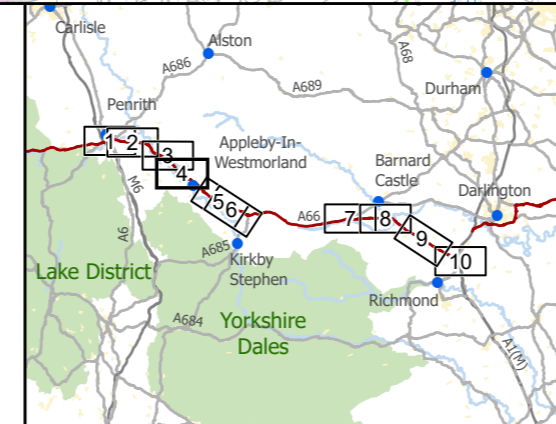 Carlisle
Alston
A686
A68
A689
Durham
Penrith
Appleby-In-
Westmorland
Barnard
Castle
Darlington
1
2
3
4
5
6
7
8
9
10
M6
A6
A66
A685
Kirkby
Stephen
Lake District
Richmond
A684
Yorkshire
Dales
A1(M)